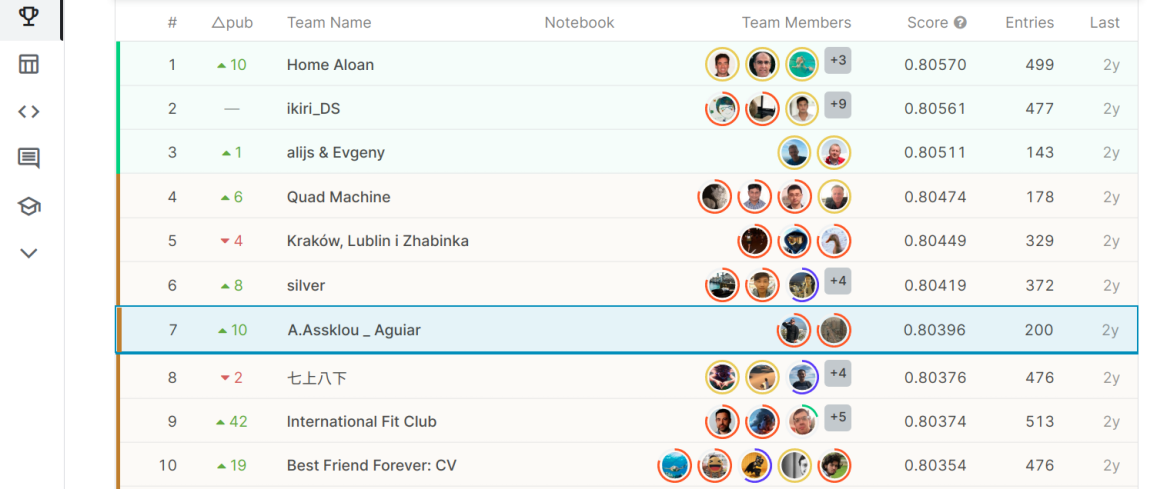 # △pub Team Name Notebook Team Members Score Entries Last
1 10 Home Aloan +3 0.80570 499 2y
2 — ikiri_DS +9 0.80561 477 2y
3 1 alijs & Evgeny 0.80511 143 2y
4 6 Quad Machine 0.80474 178 2y
5 4 Kraków, Lublin i Zhabinka 0.80449 329 2y
6 8 silver +4 0.80419 372 2y
7 10 A.Assklou _ Aguiar 0.80396 200 2y
8 2 七上八下 +4 0.80376 476 2y
9 42 International Fit Club +5 0.80374 513 2y
10 19 Best Friend Forever: CV 0.80354 476 2y